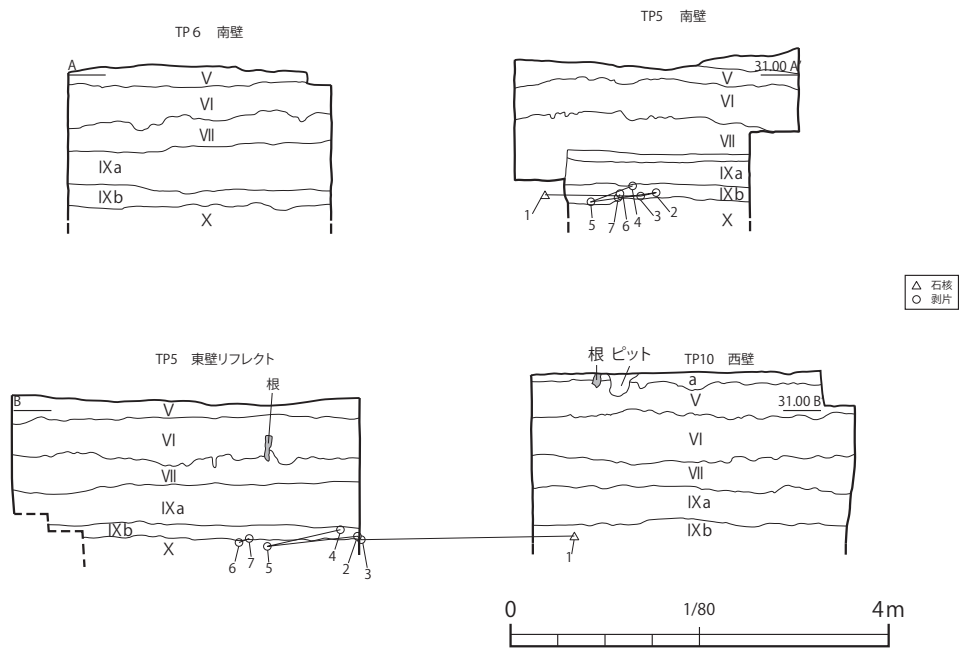 TP 6 南壁
A
V
VI
VII
IXa
IXb
X
TP5 南壁
31.00 A'
V
VI
VII
IXa
IXb
X
1
5
7
6
4
3
2
石核
剥片
TP5 東壁リフレクト
根
B
V
VI
VII
IXa
IXb
X
6
7
5
4
2
3
TP10 西壁
根 ピット
a
V
31.00 B'
VI
VII
IXa
IXb
1
0
1/80
4m